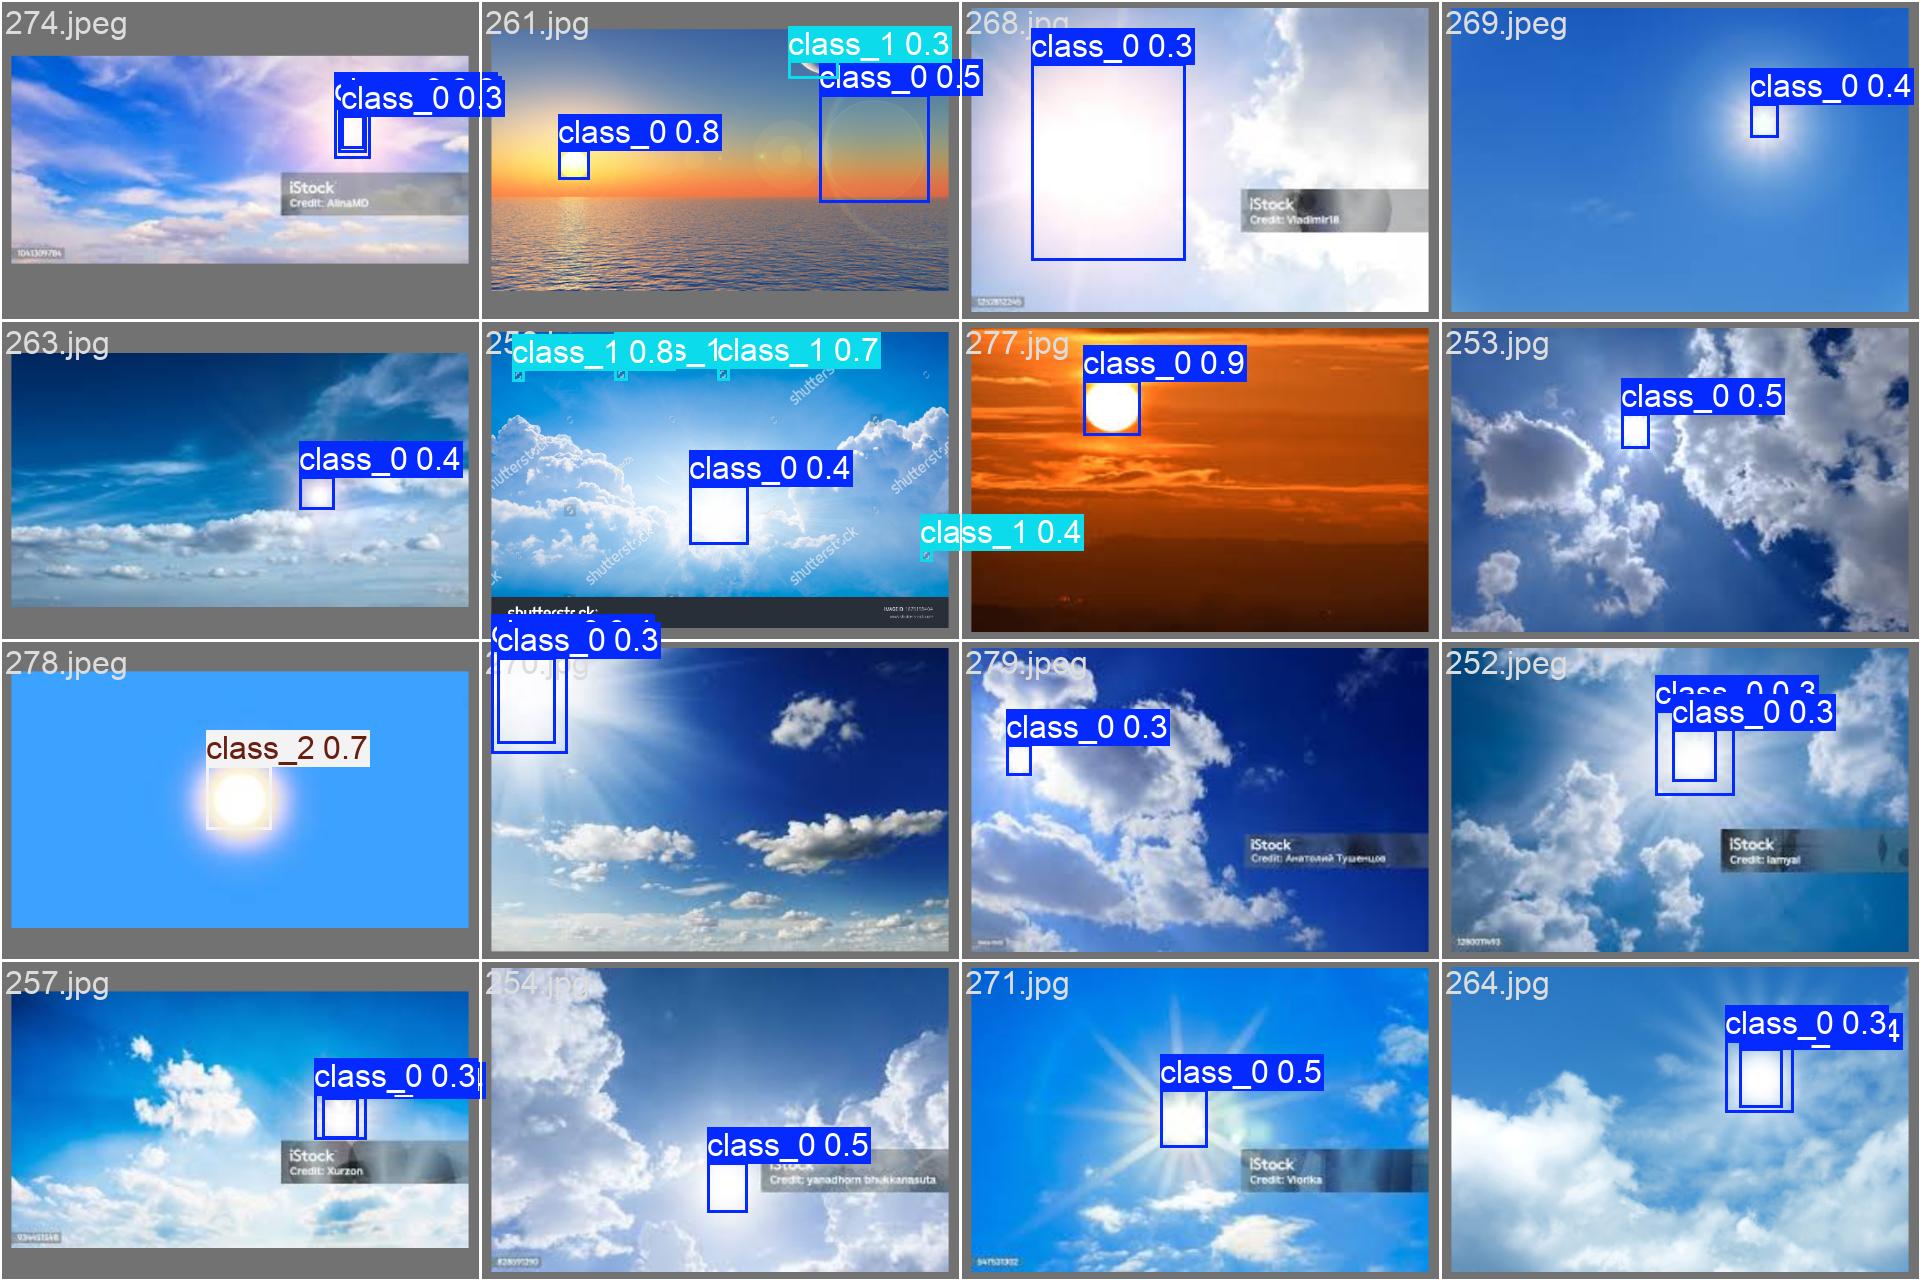 274.jpeg
class_0 0.3
iStock
Credit: AlinaMD
1041309784
261.jpg
class_1 0.3
class_0 0.5
class_0 0.8
268.jpg
class_0 0.3
iStock
Credit: Vladimir18
269.jpeg
class_0 0.4
263.jpg
class_0 0.4
class_1 0.8
class_1 0.7
class_0 0.4
class_1 0.4
shutterstock
shutterstock
277.jpg
class_0 0.9
253.jpg
class_0 0.5
278.jpeg
class_2 0.7
class_0 0.3
270.jpg
279.jpeg
class_0 0.3
iStock
Credit: Анатолий Тушенцов
252.jpeg
class_0 0.3
class_0 0.3
iStock
Credit: iamyai
257.jpg
class_0 0.3
iStock
Credit: Xurzon
254.jpg
class_0 0.5
iStock
Credit: yanadhorn bhukkanasuta
271.jpg
class_0 0.5
iStock
Credit: Viorika
264.jpg
class_0 0.3